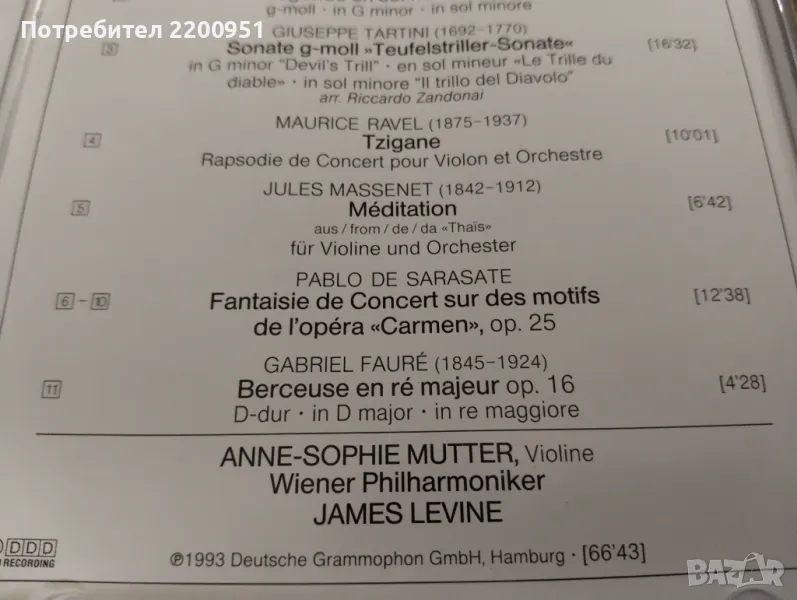 g-moll · in G minor · in sol minore
Потребител 2200951
GIUSEPPE TARTINI (1692-1770)
3 Sonate g-moll »Teufelstriller-Sonate« [16'32]
in G minor "Devil's Trill" · en sol mineur «Le Trille du
diable» · in sol minore "Il trillo del Diavolo"
arr. Riccardo Zandonai
MAURICE RAVEL (1875-1937)
4 Tzigane [10'01]
Rapsodie de Concert pour Violon et Orchestre
JULES MASSENET (1842-1912)
5 Méditation [6'42]
aus / from / de / da «Thaïs»
für Violine und Orchester
PABLO DE SARASATE
6 - 10 Fantaisie de Concert sur des motifs [12'38]
de l'opéra «Carmen», op. 25
GABRIEL FAURÉ (1845-1924)
11 Berceuse en ré majeur op. 16 [4'28]
D-dur · in D major · in re maggiore
ANNE-SOPHIE MUTTER, Violine
Wiener Philharmoniker
JAMES LEVINE
DDD
RECORDING
℗1993 Deutsche Grammophon GmbH, Hamburg · [66'43]
BAZAR
bg